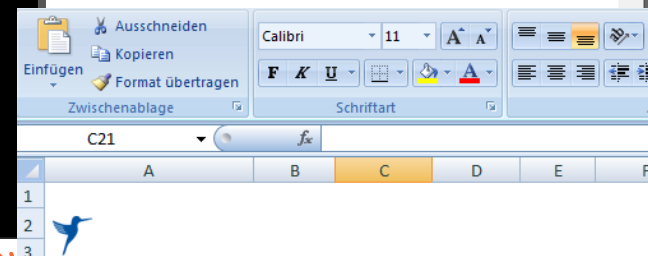 Ausschneiden
Kopieren
Einfügen
Format übertragen
Zwischenablage
Calibri 11 A A
F K U A
Schriftart
C21 fx
A B C D E F
1
2
3